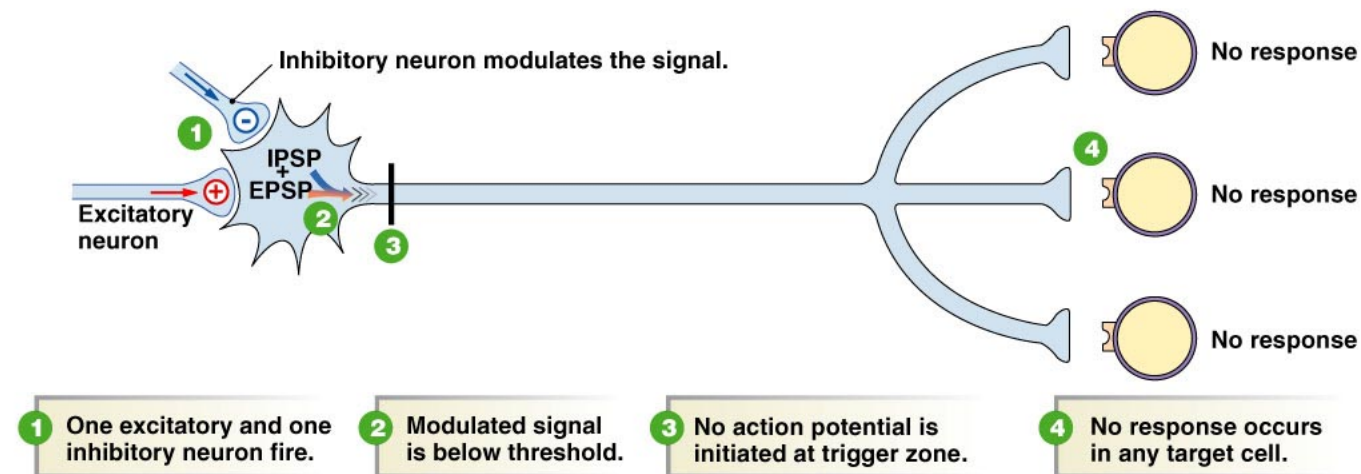 Inhibitory neuron modulates the signal.
1
-
IPSP
+
EPSP
+
Excitatory
neuron
2
3
4
No response
No response
No response
1 One excitatory and one
inhibitory neuron fire.
2 Modulated signal
is below threshold.
3 No action potential is
initiated at trigger zone.
4 No response occurs
in any target cell.